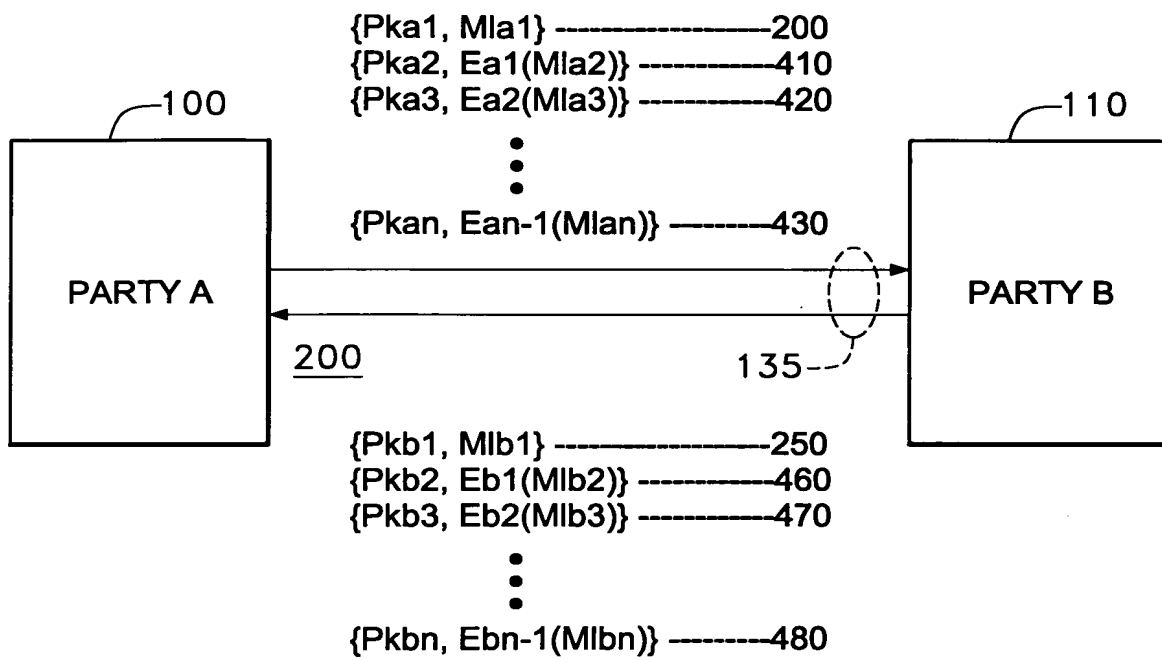 {Pka1, Mla1} ---------------- 200
{Pka2, Ea1(Mla2)} ----------- 410
{Pka3, Ea2(Mla3)} ----------- 420
100
110
{Pkan, Ean-1(Mlan)} -------- 430
PARTY A
PARTY B
200
135
{Pkb1, Mlb1} ---------------- 250
{Pkb2, Eb1(Mlb2)} ----------- 460
{Pkb3, Eb2(Mlb3)} ----------- 470
{Pkbn, Ebn-1(Mlbn)} -------- 480